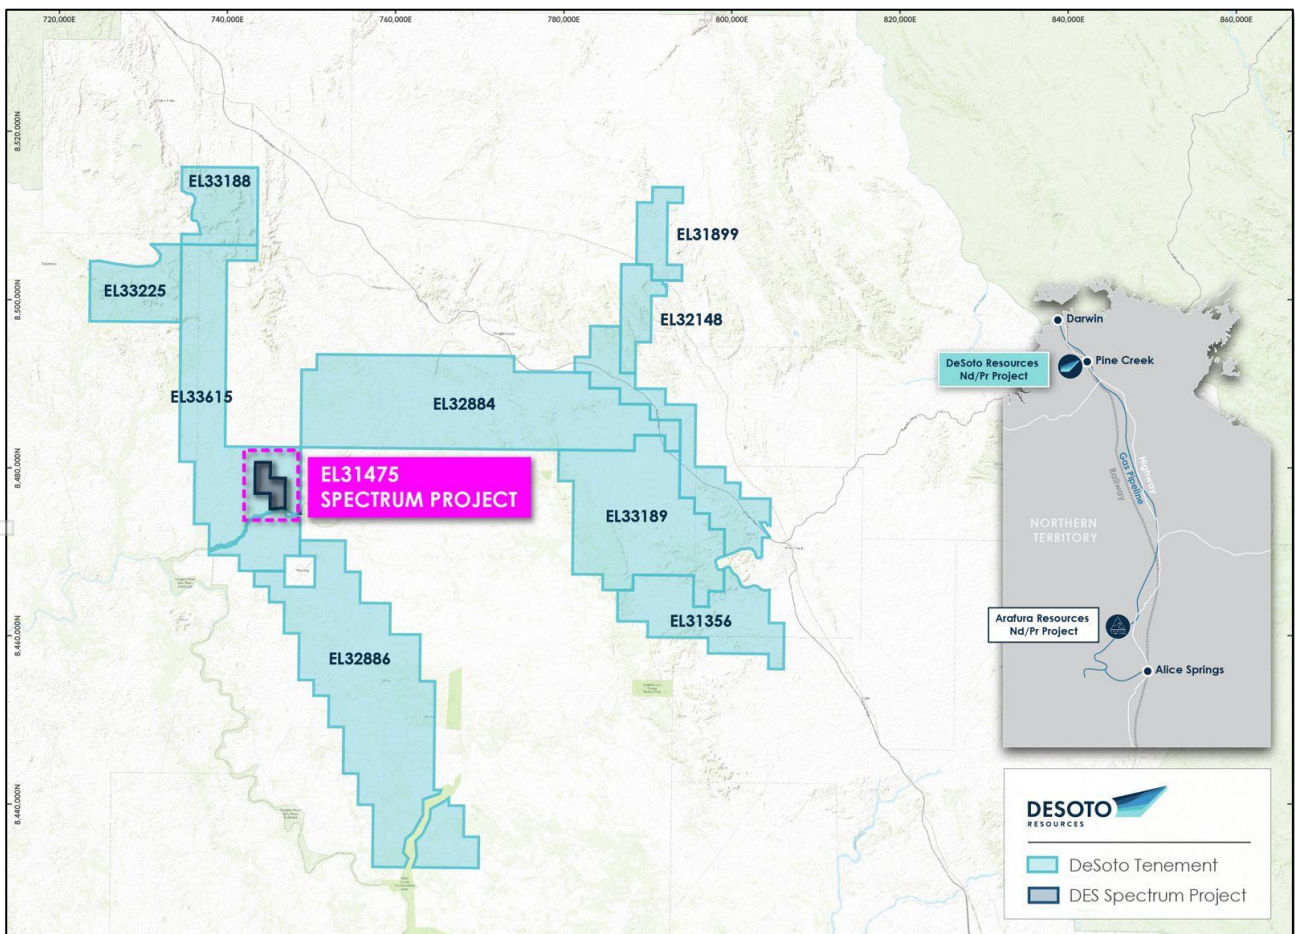 720,000E
740,000E
760,000E
780,000E
800,000E
820,000E
840,000E
860,000E
8,520,000N
8,500,000N
8,480,000N
8,460,000N
8,440,000N
EL33188
EL33225
EL33615
EL31899
EL32148
EL32884
EL31475
SPECTRUM PROJECT
EL33189
EL31356
EL32886
Darwin
Pine Creek
DeSoto Resources
Nd/Pr Project
Highway
Gas Pipeline
Railway
NORTHERN
TERRITORY
Arafura Resources
Nd/Pr Project
Alice Springs
DESOTO
RESOURCES
DeSoto Tenement
DES Spectrum Project